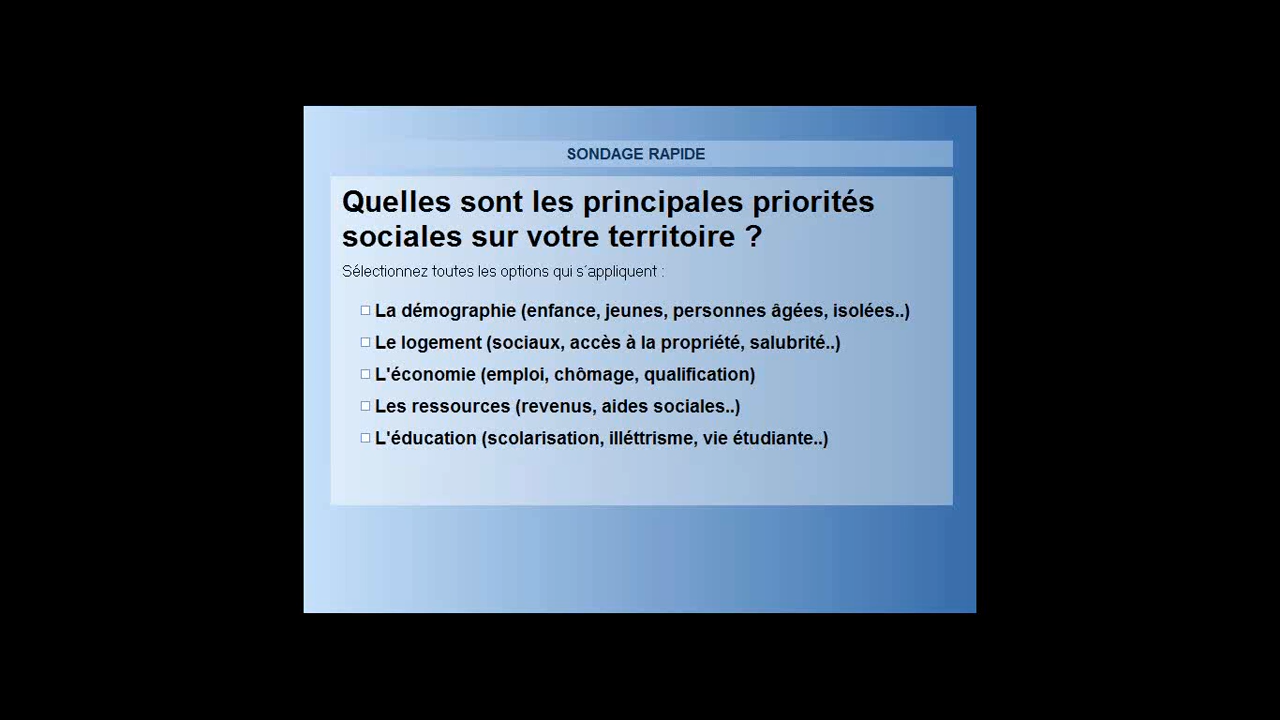 SONDAGE RAPIDE
Quelles sont les principales priorités
sociales sur votre territoire ?
Sélectionnez toutes les options qui s´appliquent :
La démographie (enfance, jeunes, personnes âgées, isolées..)
Le logement (sociaux, accès à la propriété, salubrité..)
L'économie (emploi, chômage, qualification)
Les ressources (revenus, aides sociales..)
L'éducation (scolarisation, illéttrisme, vie étudiante..)